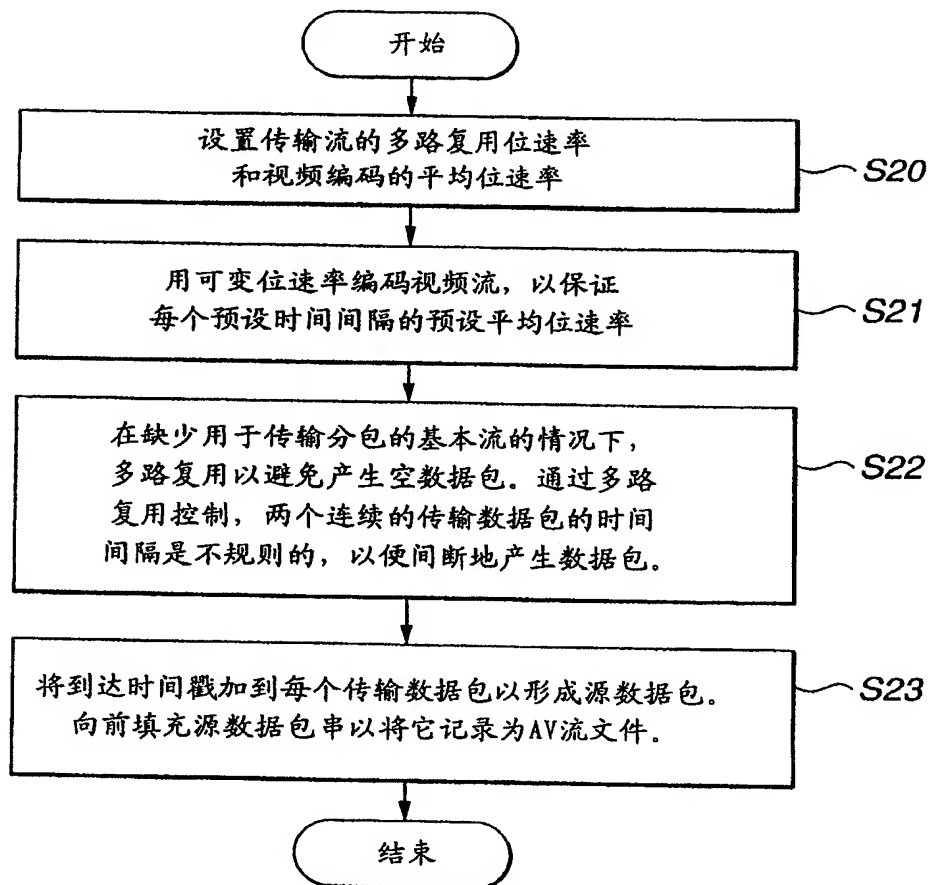 开始
设置传输流的多路复用位速率
和视频编码的平均位速率
S20
用可变位速率编码视频流，以保证
每个预设时间间隔的预设平均位速率
S21
在缺少用于传输分包的基本流的情况下，
多路复用以避免产生空数据包。通过多路
复用控制，两个连续的传输数据包的时间
间隔是不规则的，以便间断地产生数据包。
S22
将到达时间戳加到每个传输数据包以形成源数据包。
向前填充源数据包串以将它记录为AV流文件。
S23
结束